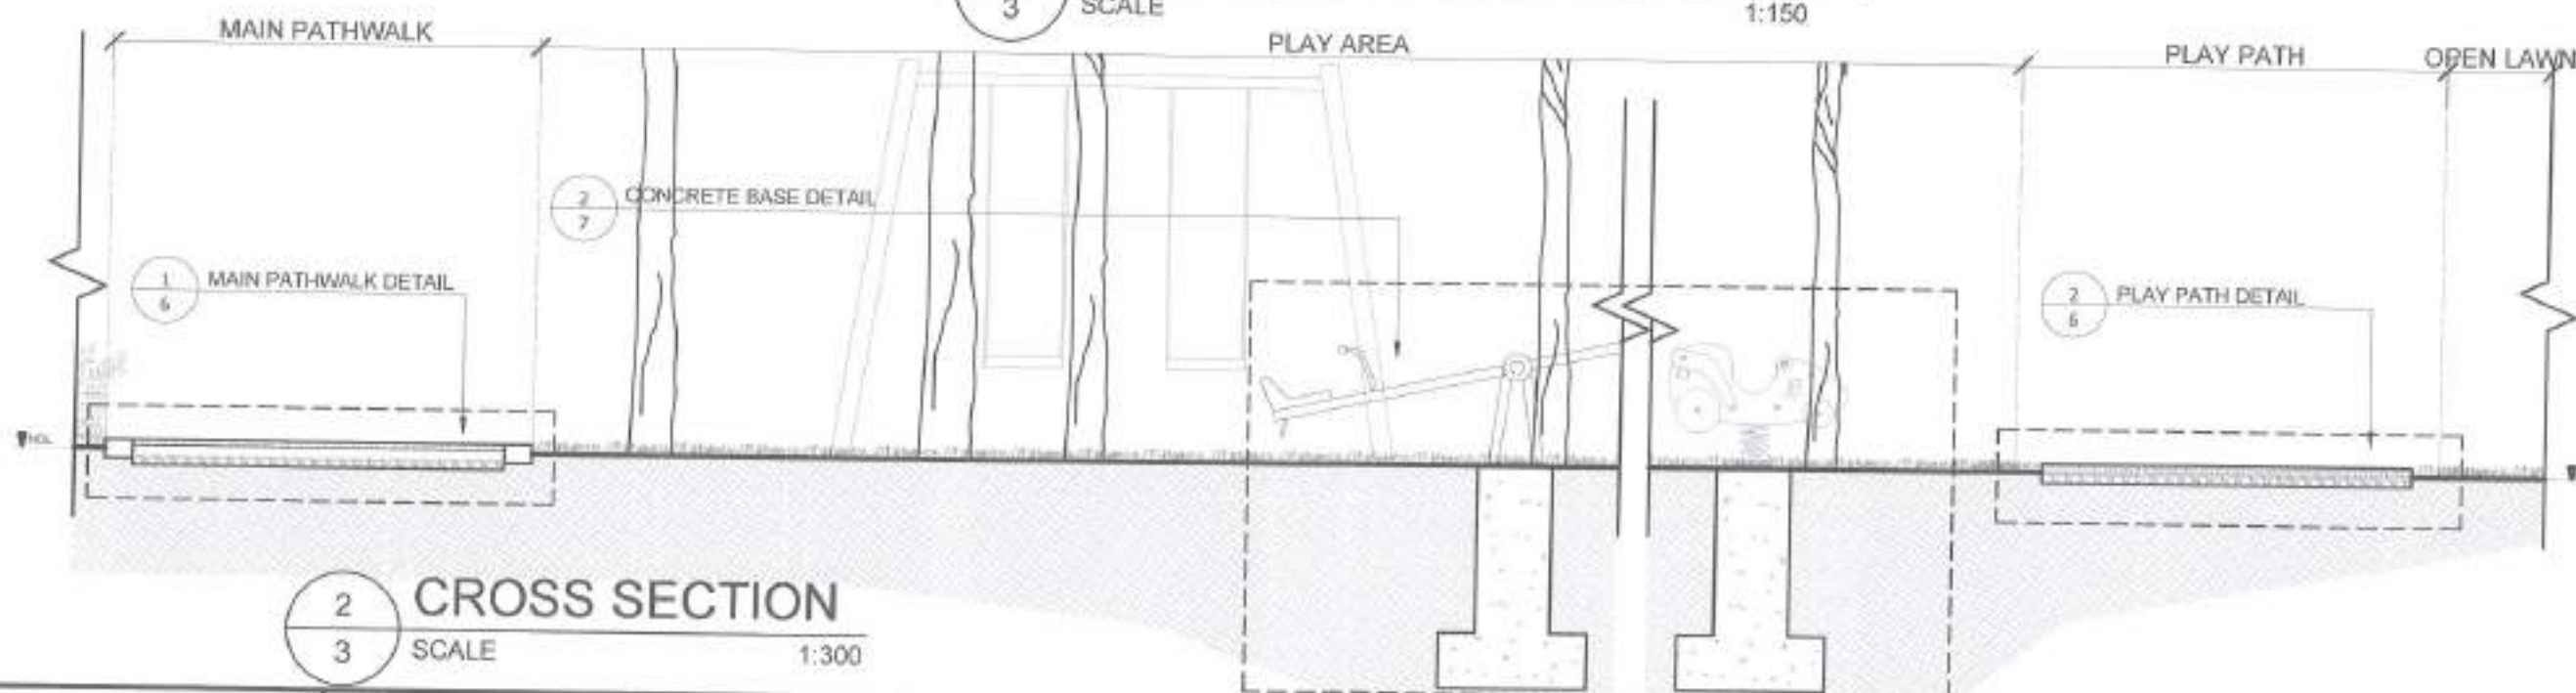 3
SCALE
1:150
MAIN PATHWALK
PLAY AREA
PLAY PATH
OPEN LAWN
2
7
CONCRETE BASE DETAIL
1
6
MAIN PATHWALK DETAIL
2
6
PLAY PATH DETAIL
NGL
2
3
CROSS SECTION
SCALE
1:300